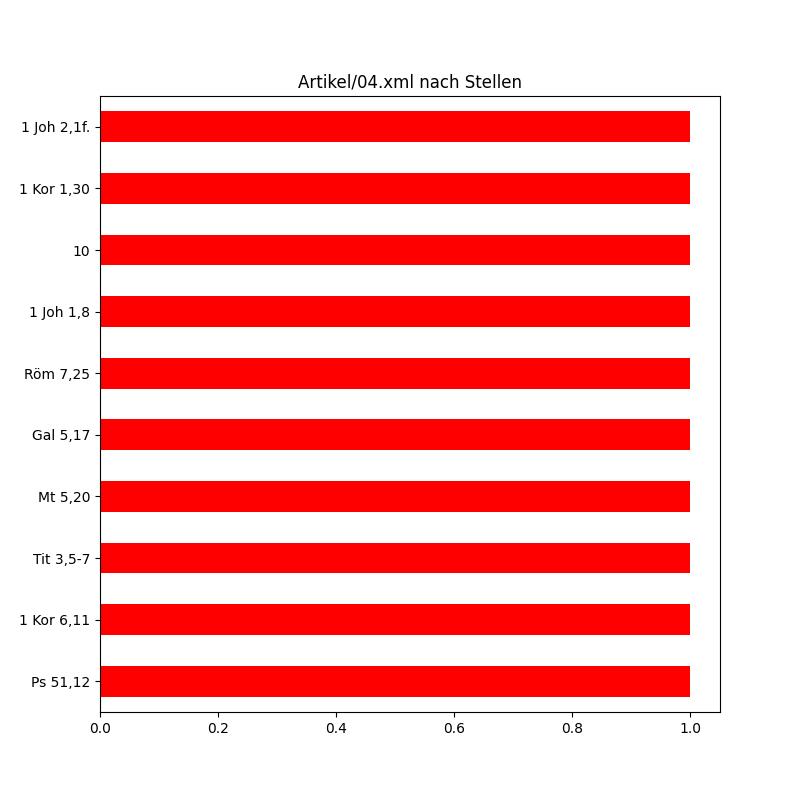 Artikel/04.xml nach Stellen
1 Joh 2,1f.
1 Kor 1,30
10
1 Joh 1,8
Röm 7,25
Gal 5,17
Mt 5,20
Tit 3,5-7
1 Kor 6,11
Ps 51,12
0.0 0.2 0.4 0.6 0.8 1.0